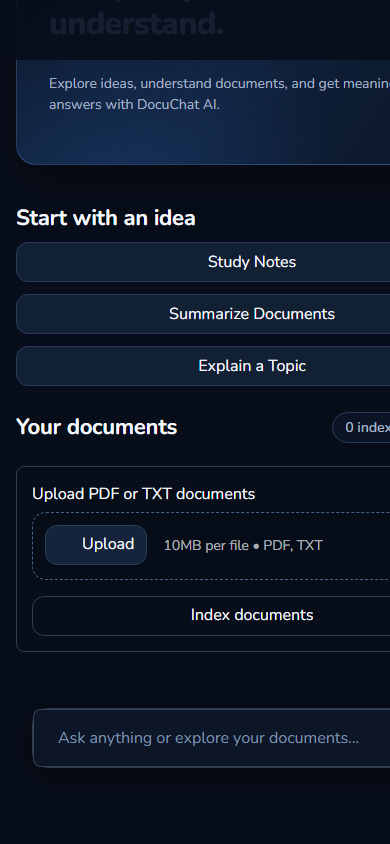 understand.
Explore ideas, understand documents, and get meanin
answers with DocuChat AI.
Start with an idea
Study Notes
Summarize Documents
Explain a Topic
Your documents
0 index
Upload PDF or TXT documents
Upload
10MB per file • PDF, TXT
Index documents
Ask anything or explore your documents...